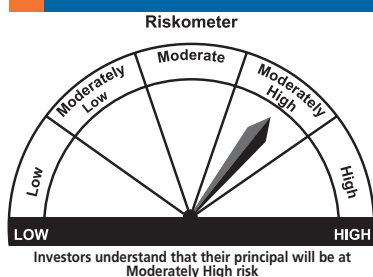 Riskometer
Moderate
Moderately
Low
Moderately
High
Low
High
LOW
HIGH
Investors understand that their principal will be at
Moderately High risk